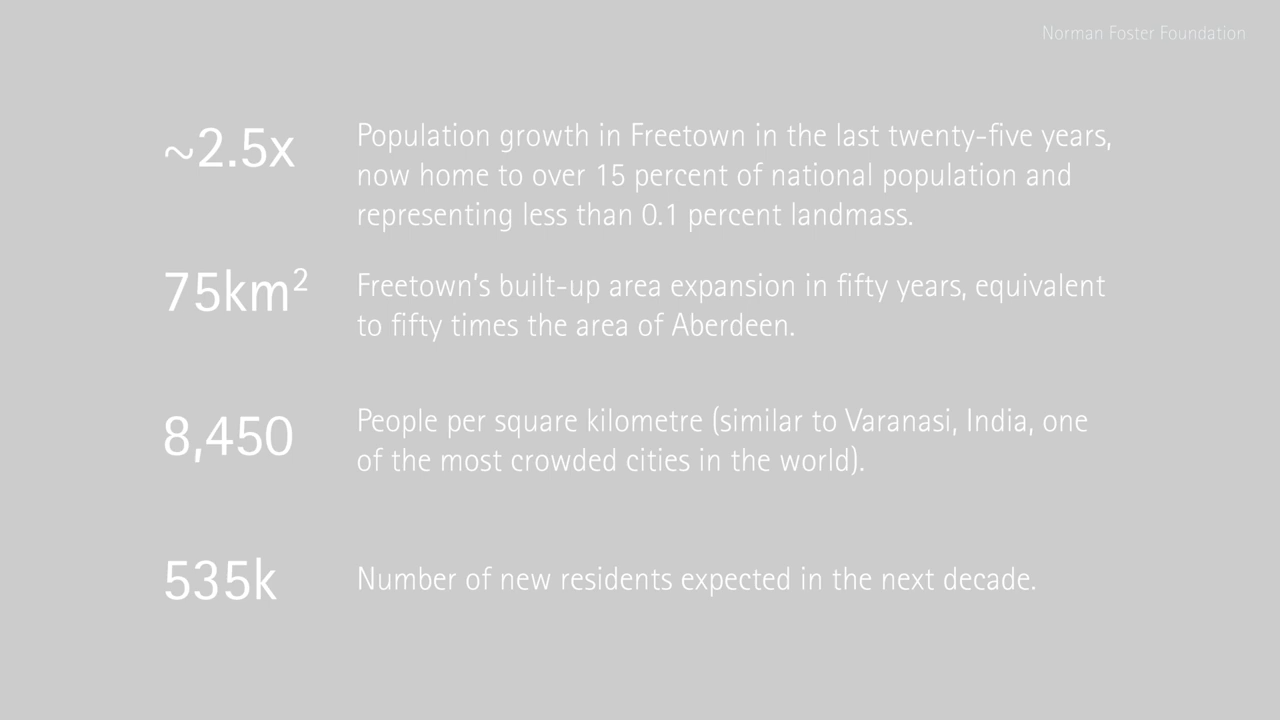 Norman Foster Foundation
~2.5x
Population growth in Freetown in the last twenty-five years,
now home to over 15 percent of national population and
representing less than 0.1 percent landmass.
75km²
Freetown's built-up area expansion in fifty years, equivalent
to fifty times the area of Aberdeen.
8,450
People per square kilometre (similar to Varanasi, India, one
of the most crowded cities in the world).
535k
Number of new residents expected in the next decade.